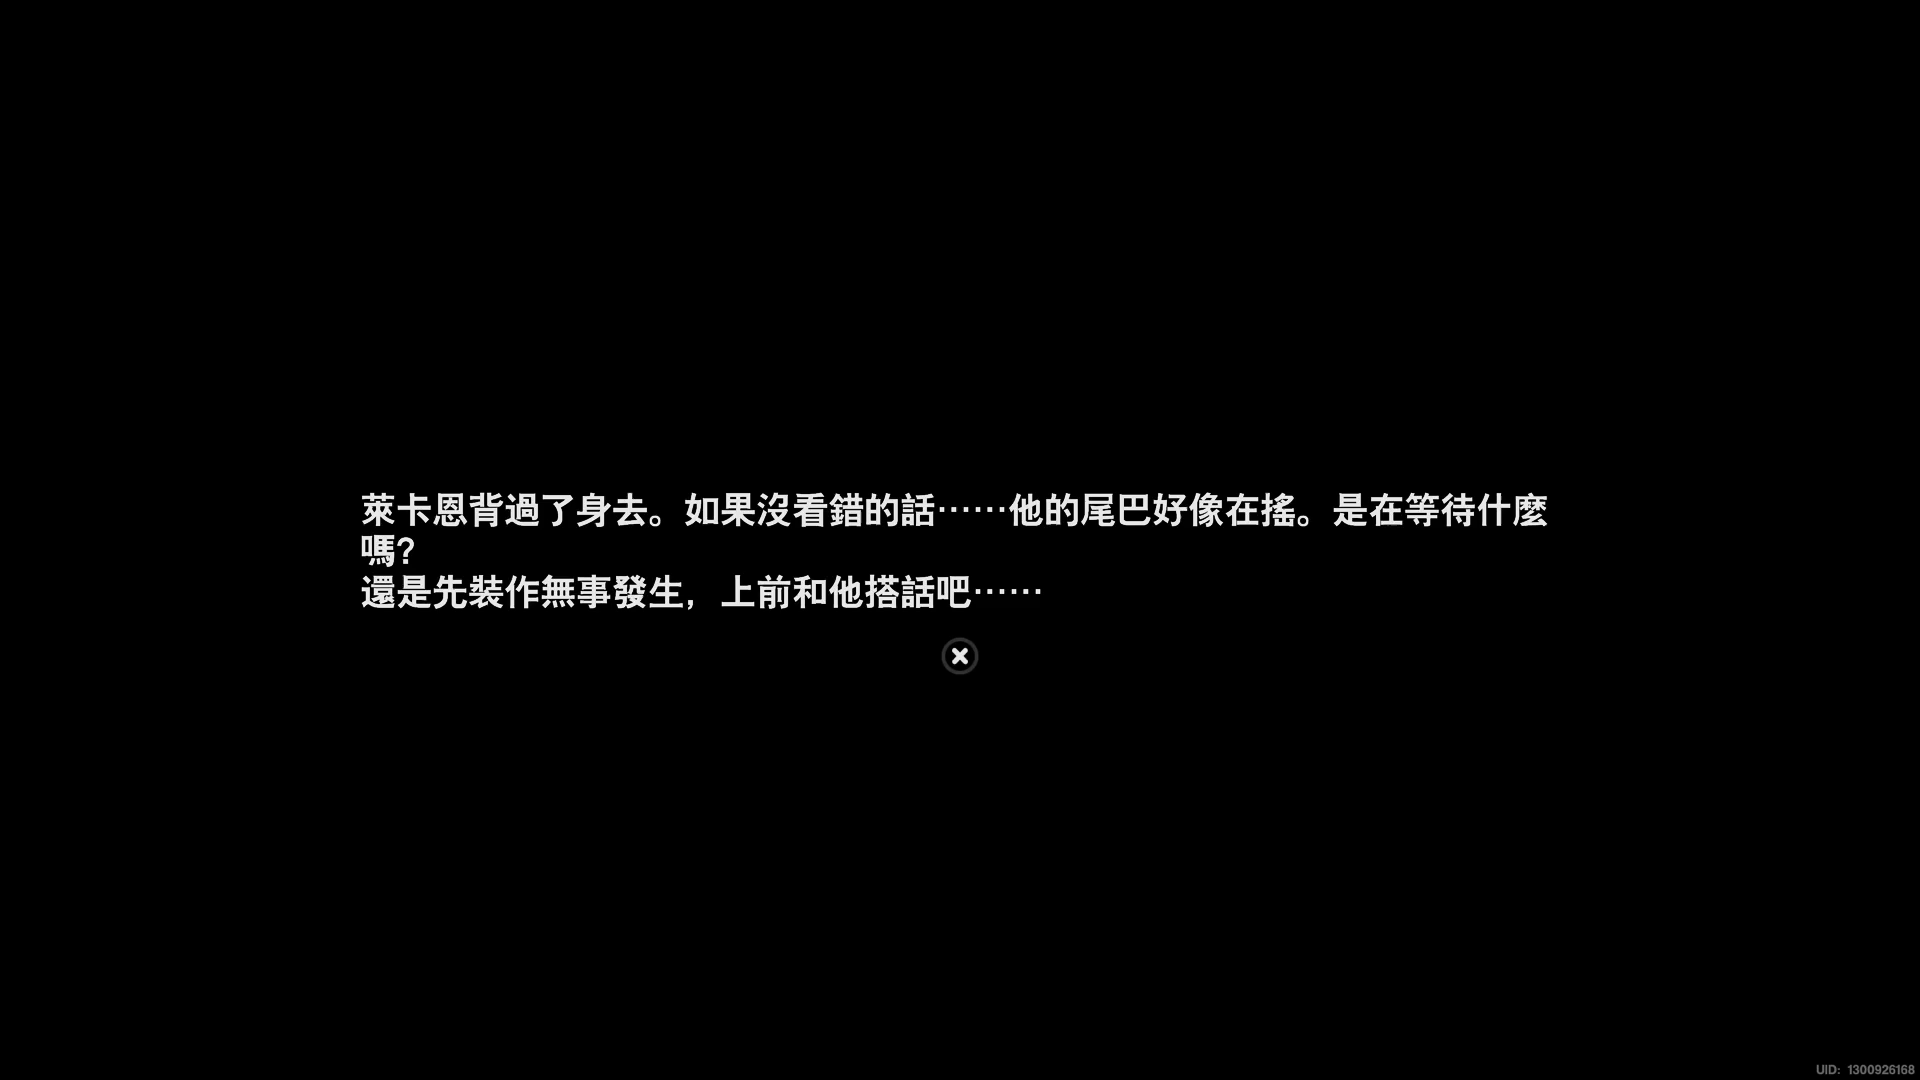 萊卡恩背過了身去。如果沒看錯的話⋯⋯他的尾巴好像在搖。是在等待什麼
嗎?
還是先裝作無事發生，上前和他搭話吧⋯⋯
UID: 1300926168